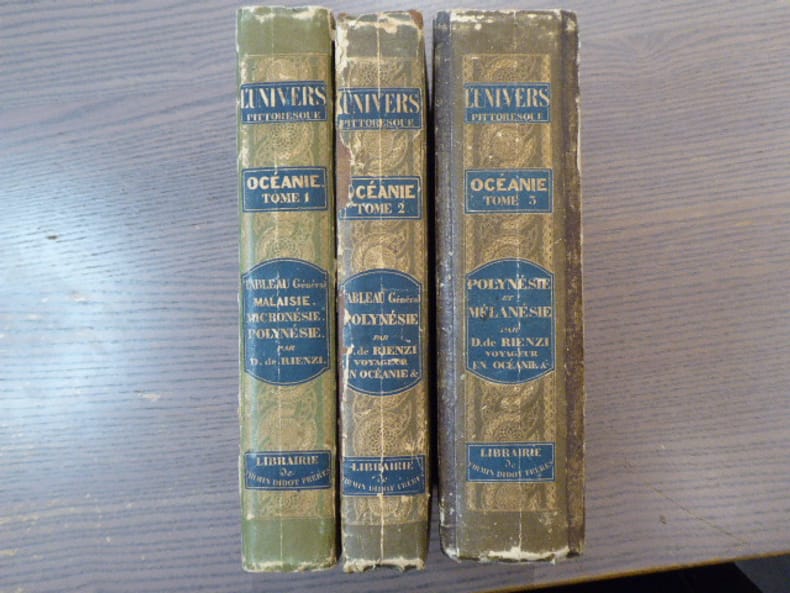 L'UNIVERS
PITTORESQUE
OCÉANIE.
TOME 1
TABLEAU Général
MALAISIE.
MICRONÉSIE.
POLYNÉSIE.
PAR
D. de RIENZI.
LIBRAIRIE
de
FIRMIN DIDOT FRÈRES
L'UNIVERS
PITTORESQUE
OCÉANIE
TOME 2
TABLEAU Général
POLYNÉSIE
PAR
D. de RIENZI
VOYAGEUR
EN OCÉANIE &
LIBRAIRIE
de
FIRMIN DIDOT FRÈR
L'UNIVERS
PITTORESQUE
OCÉANIE
TOME 3
POLYNÉSIE
et
MÉLANÉSIE
PAR
D. de RIENZI
VOYAGEUR
EN OCÉANIE. &
LIBRAIRIE
de
FIRMIN DIDOT FRÈRES